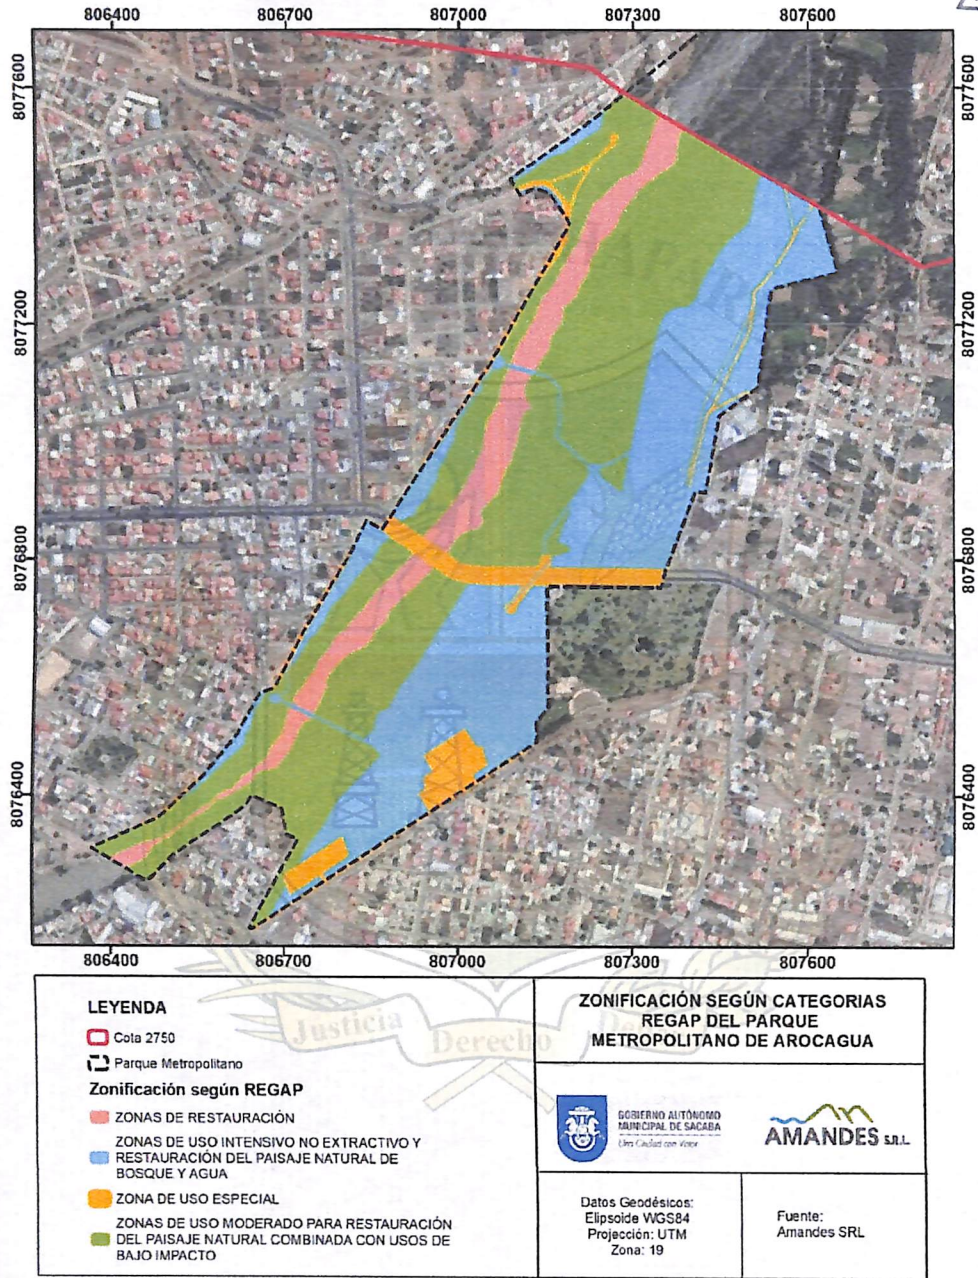 806400 806700 807000 807300 807600
8077600 8077600
8077200 8077200
8076800 8076800
8076400 8076400
806400 806700 807000 807300 807600
LEYENDA
Cota 2750
Parque Metropolitano
Zonificación según REGAP
ZONAS DE RESTAURACIÓN
ZONAS DE USO INTENSIVO NO EXTRACTIVO Y
RESTAURACIÓN DEL PAISAJE NATURAL DE
BOSQUE Y AGUA
ZONA DE USO ESPECIAL
ZONAS DE USO MODERADO PARA RESTAURACIÓN
DEL PAISAJE NATURAL COMBINADA CON USOS DE
BAJO IMPACTO
ZONIFICACIÓN SEGÚN CATEGORIAS
REGAP DEL PARQUE
METROPOLITANO DE AROCAGUA
GOBIERNO AUTÓNOMO
MUNICIPAL DE SACABA
Una Ciudad con Valor
AMANDES S.R.L.
Datos Geodésicos:
Elipsoide WGS84
Projección: UTM
Zona: 19
Fuente:
Amandes SRL
Justicia
Derecho